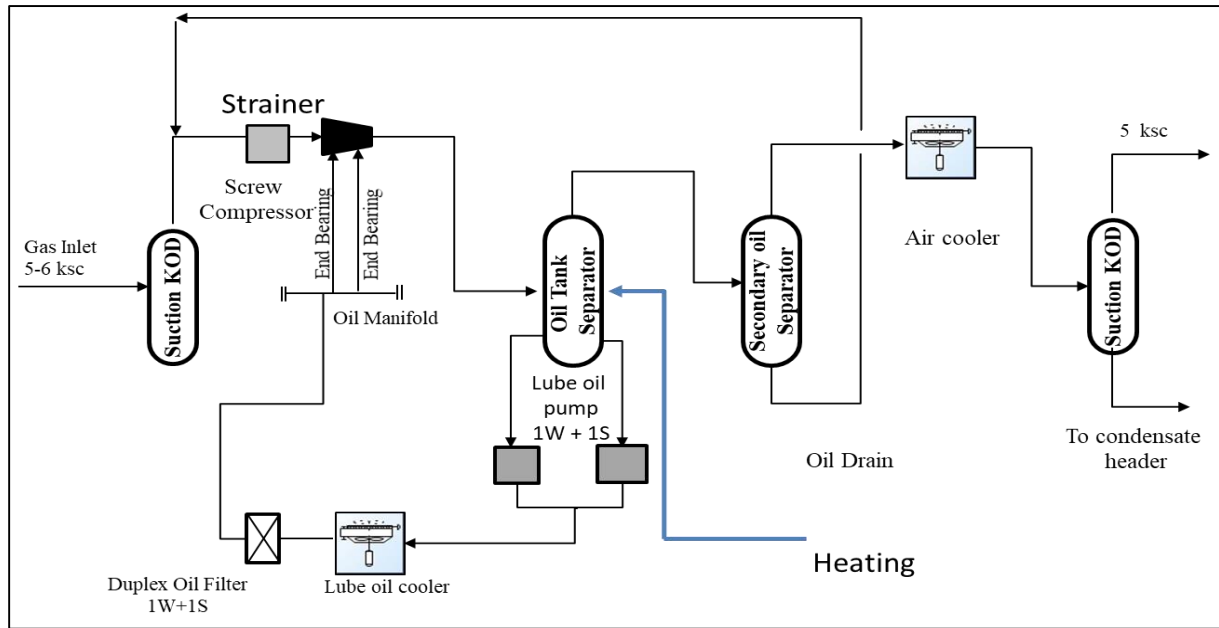 Strainer
Screw
Compressor
End Bearing
End Bearing
Gas Inlet
5-6 ksc
Suction KOD
Oil Manifold
Oil Tank
Separator
Secondary oil
Separator
Air cooler
5 ksc
Suction KOD
To condensate
header
Lube oil
pump
1W + 1S
Oil Drain
Heating
Duplex Oil Filter
1W+1S
Lube oil cooler